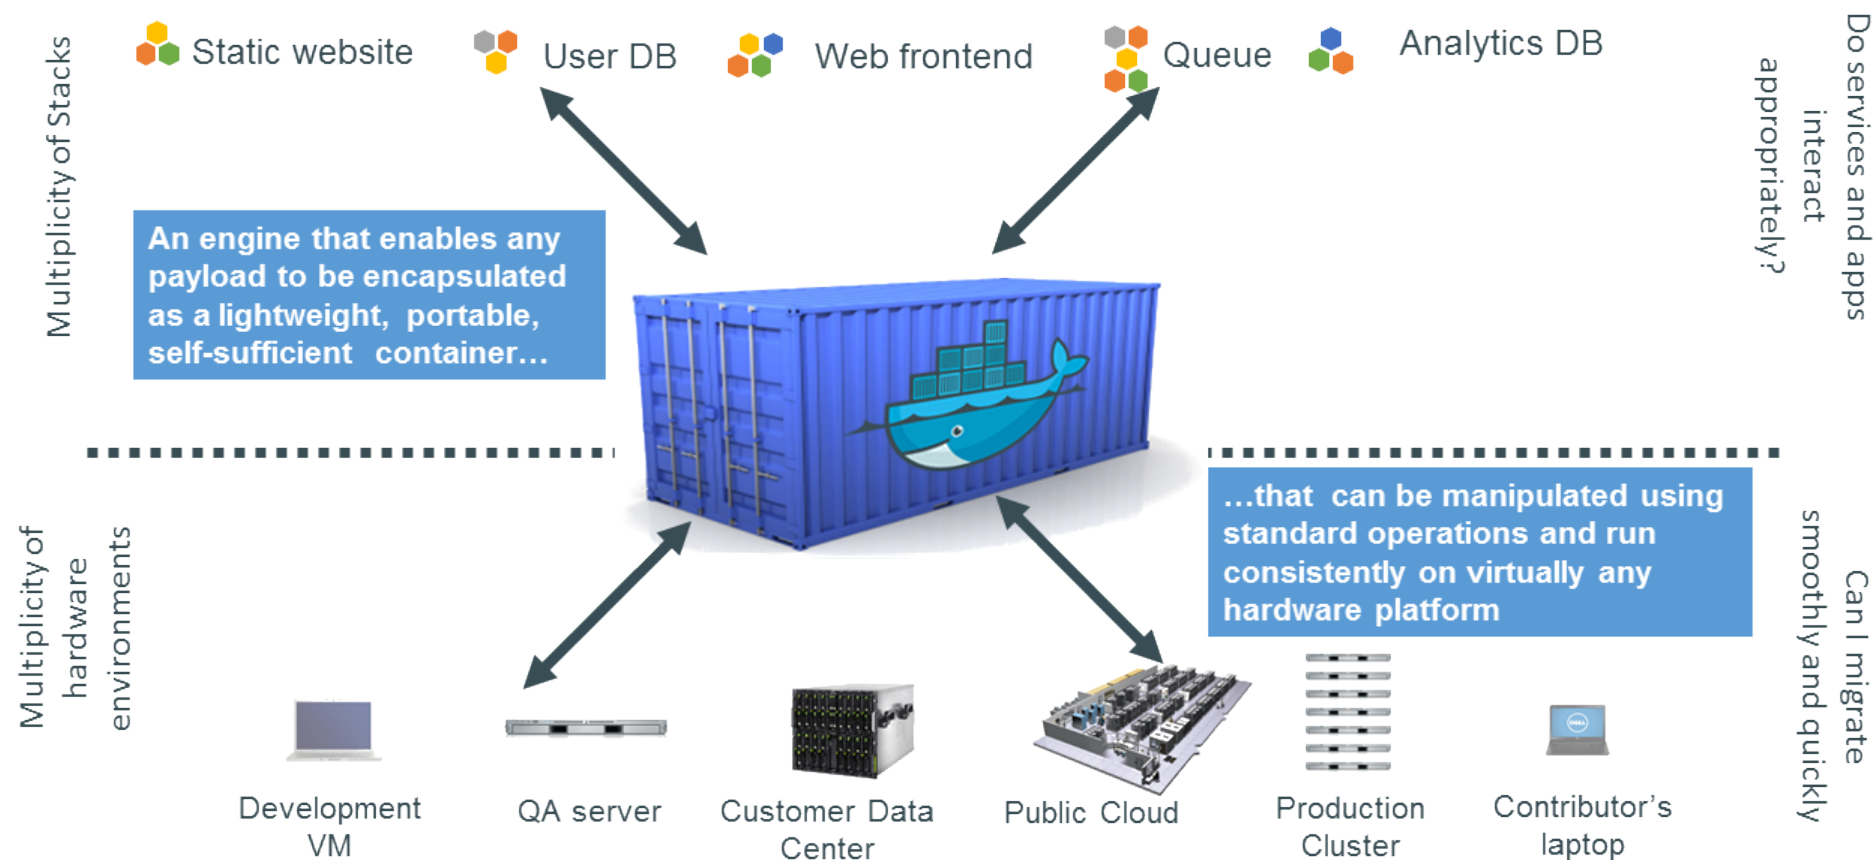 Static website
User DB
Web frontend
Queue
Analytics DB
Multiplicity of Stacks
Do services and apps
interact
appropriately?
An engine that enables any
payload to be encapsulated
as a lightweight, portable,
self-sufficient container…
…that can be manipulated using
standard operations and run
consistently on virtually any
hardware platform
Multiplicity of
hardware
environments
Can I migrate
smoothly and quickly
DELL
Development
VM
QA server
Customer Data
Center
Public Cloud
Production
Cluster
Contributor’s
laptop